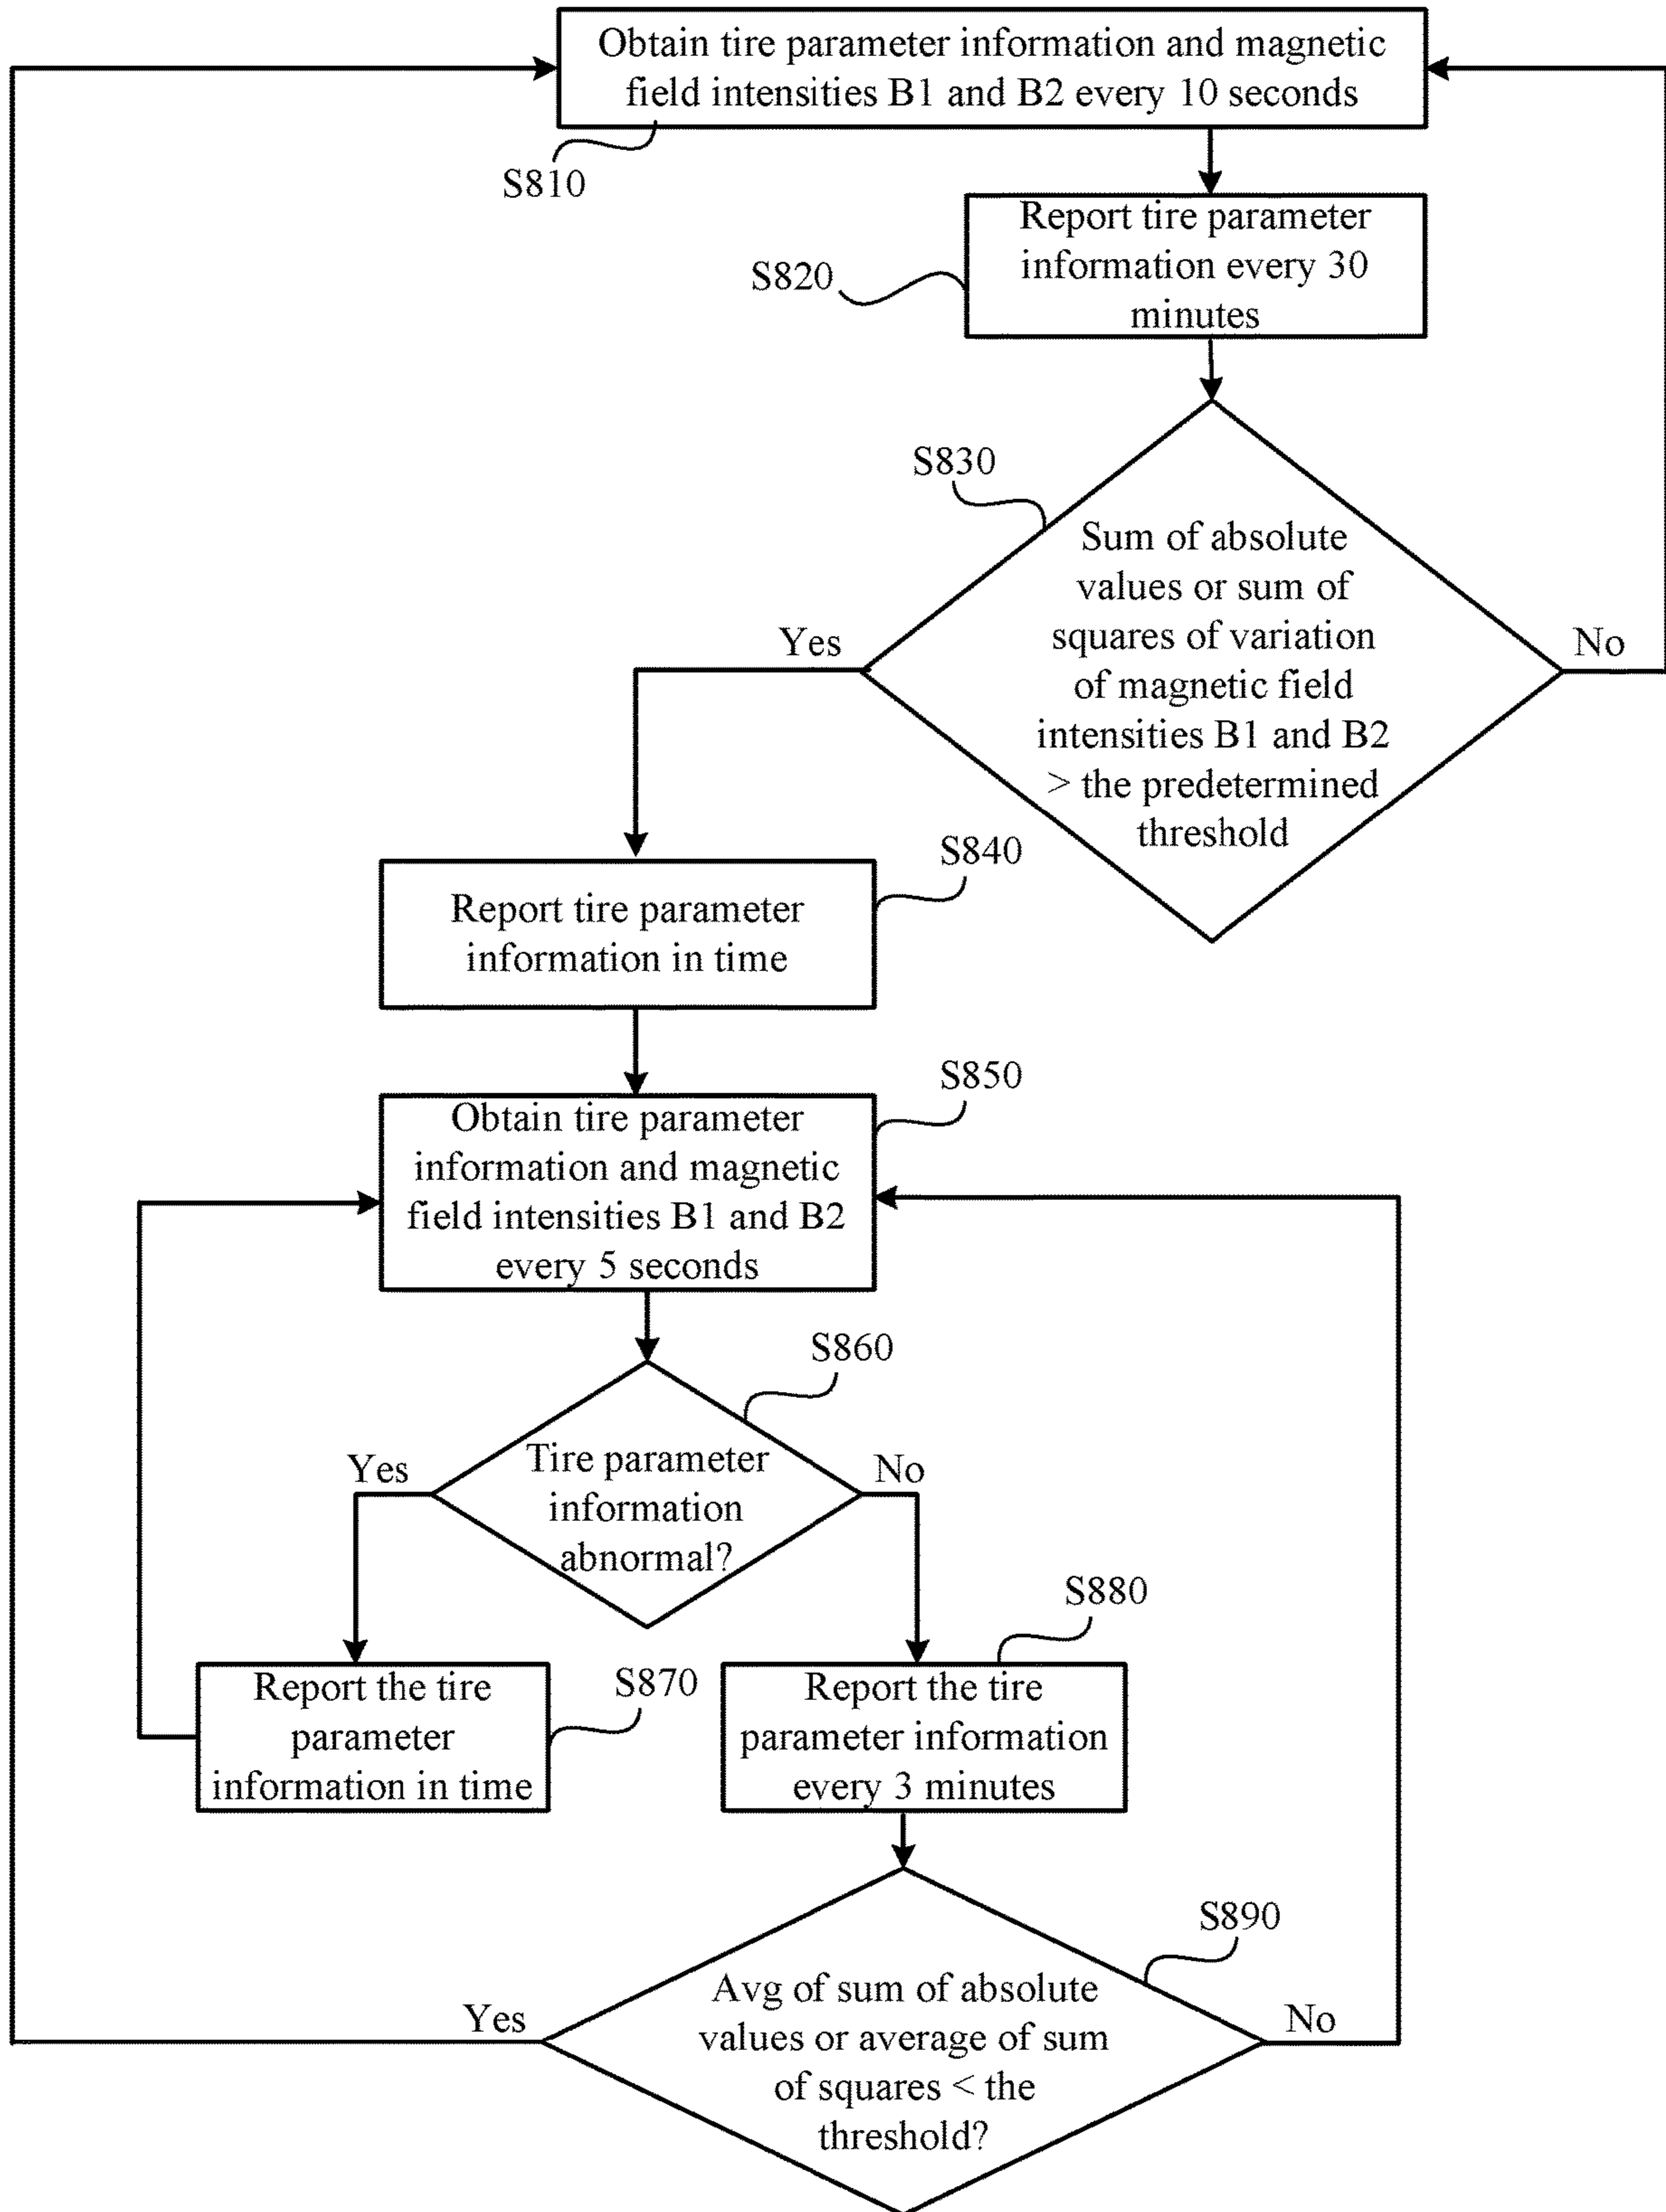 Obtain tire parameter information and magnetic
field intensities B1 and B2 every 10 seconds
S810
Report tire parameter
information every 30
minutes
S820
S830
Sum of absolute
values or sum of
squares of variation
of magnetic field
intensities B1 and B2
> the predetermined
threshold
Yes
No
S840
Report tire parameter
information in time
S850
Obtain tire parameter
information and magnetic
field intensities B1 and B2
every 5 seconds
S860
Tire parameter
information
abnormal?
Yes
No
S880
Report the tire
parameter
information in time
S870
Report the tire
parameter information
every 3 minutes
S890
Avg of sum of absolute
values or average of sum
of squares < the
threshold?
Yes
No